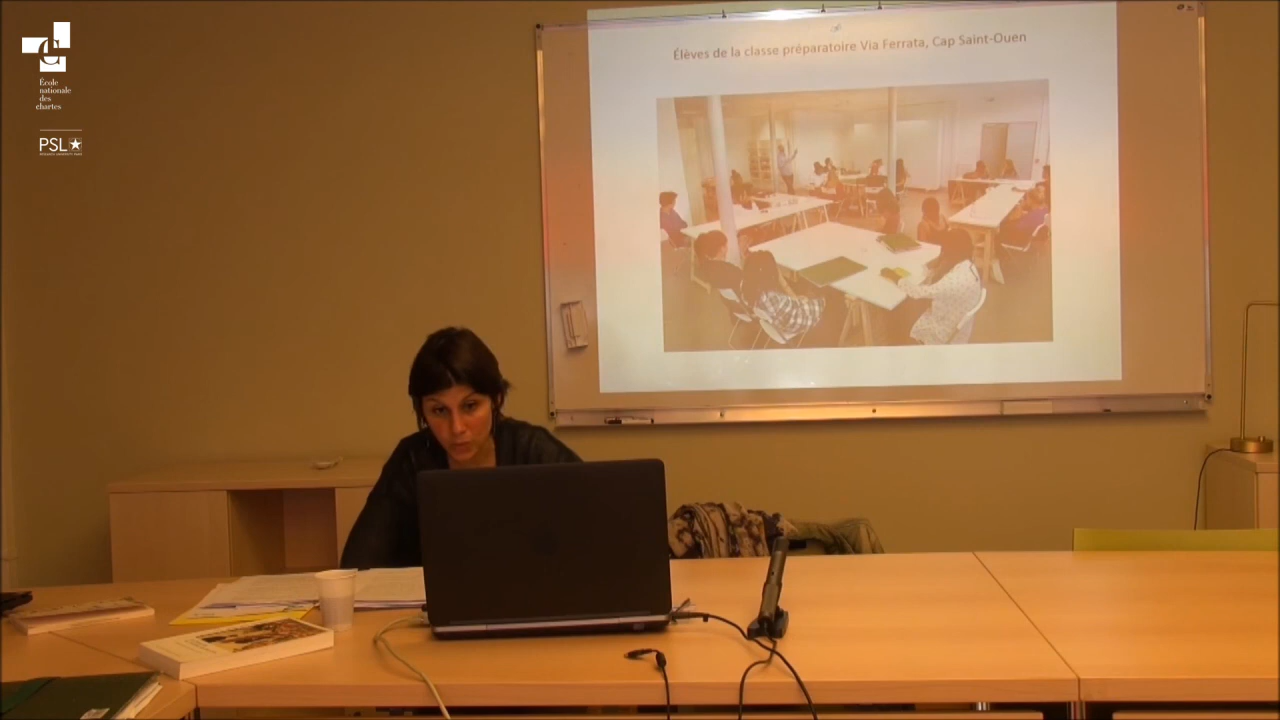 École
nationale
des
chartes
PSL
Élèves de la classe préparatoire Via Ferrata, Cap Saint-Ouen